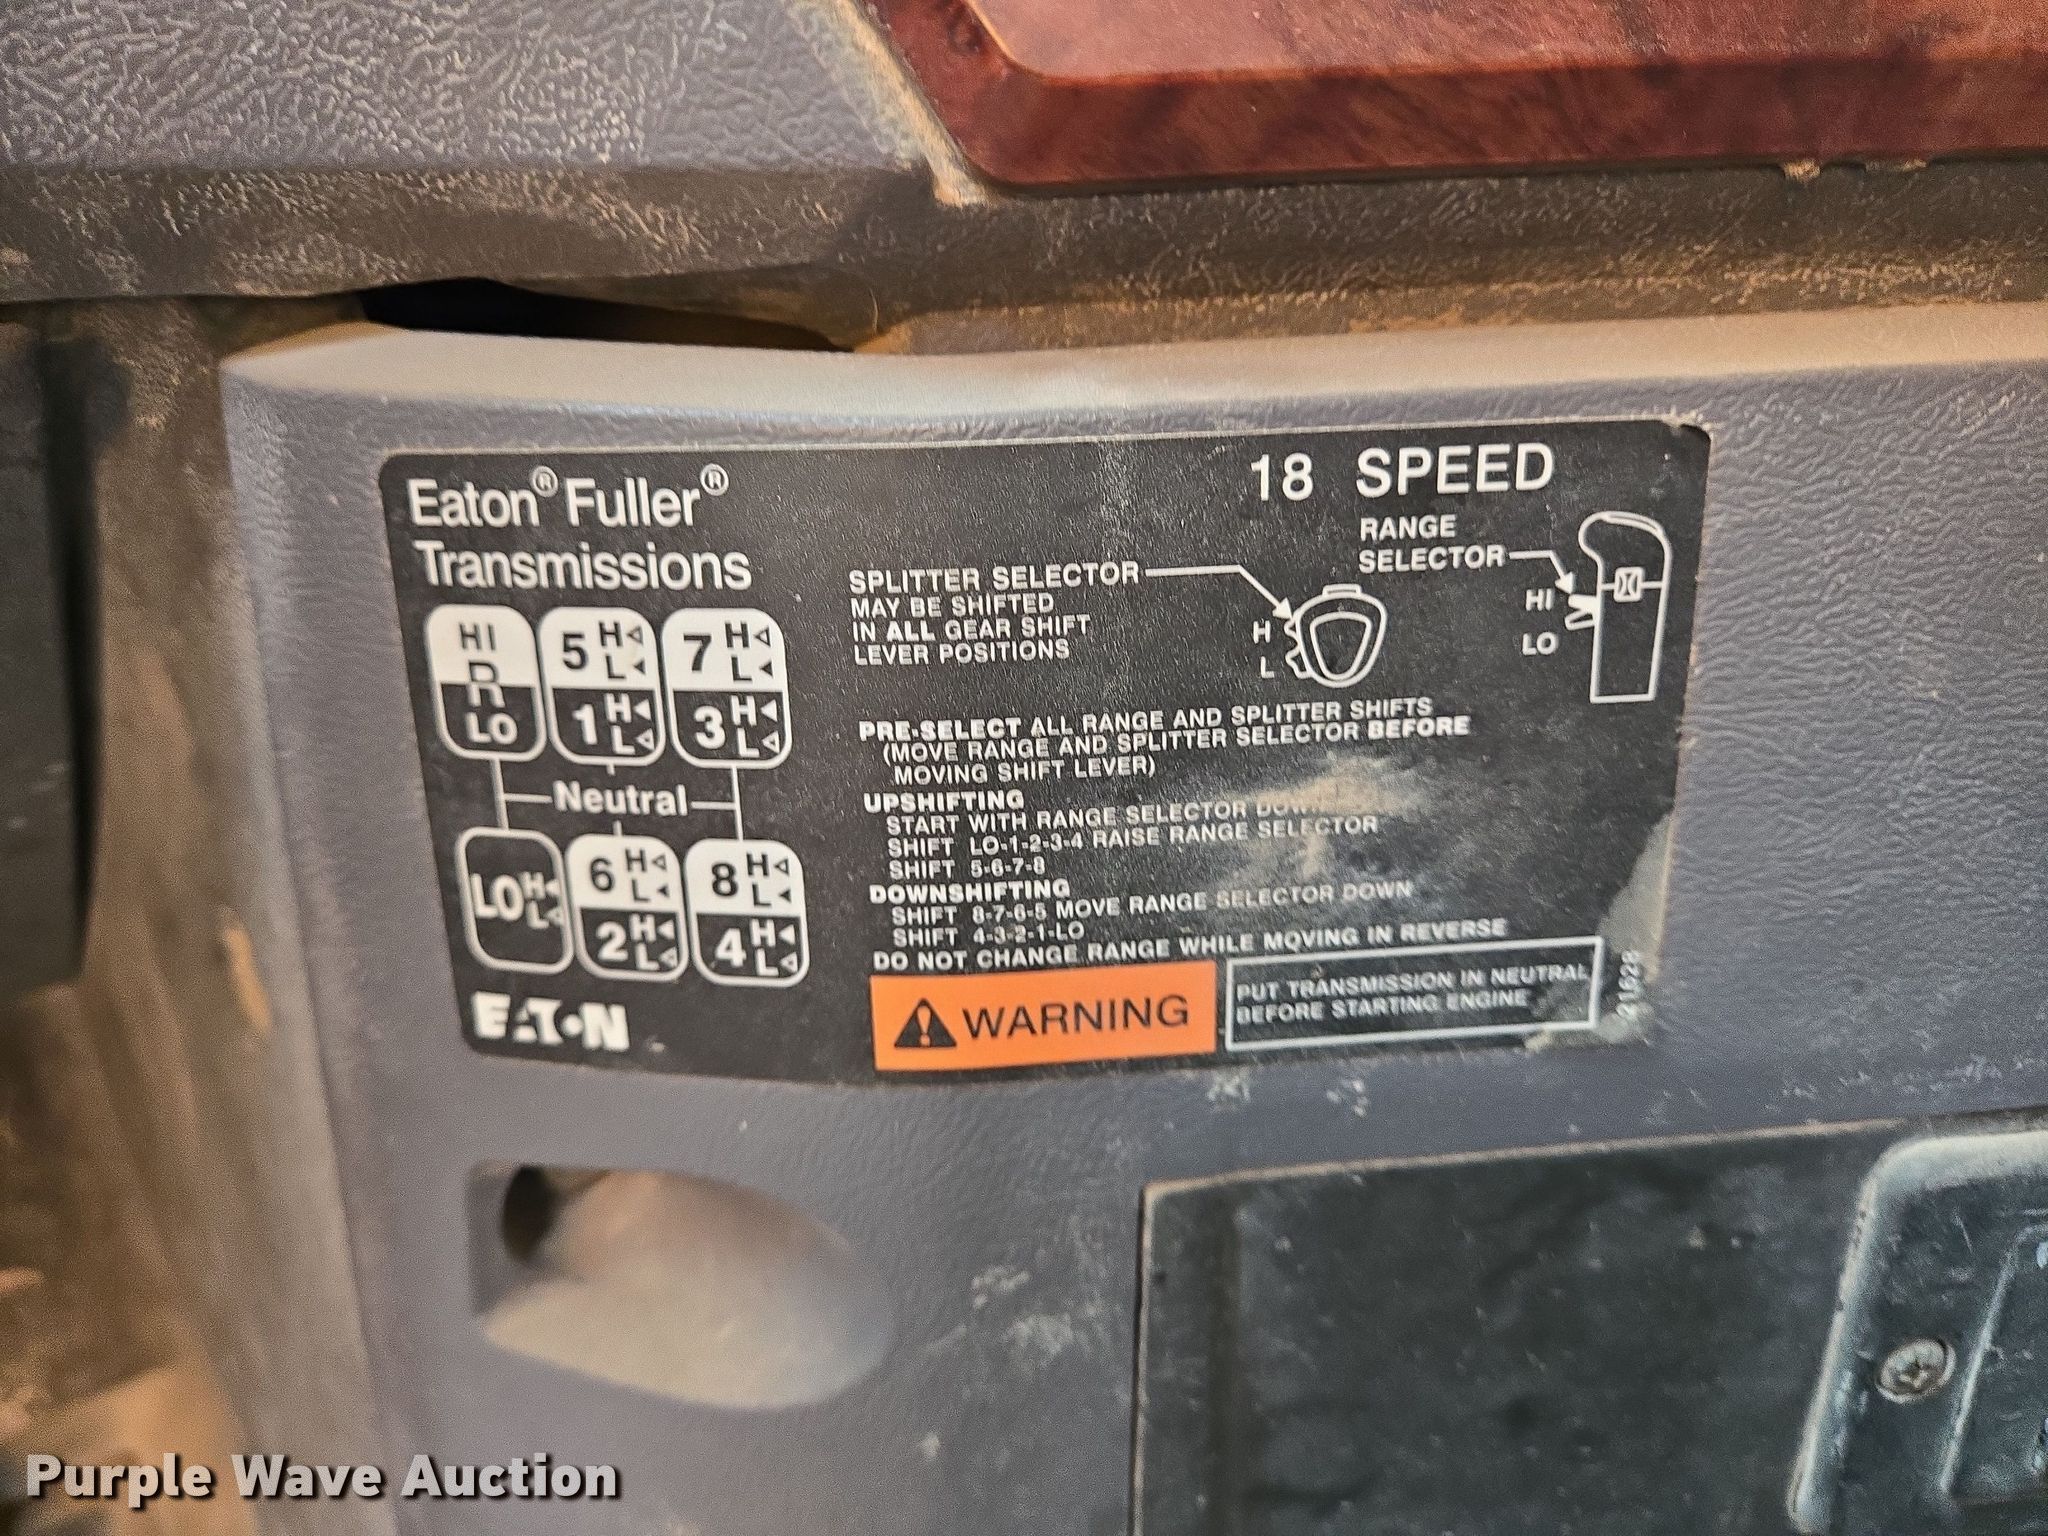 Eaton® Fuller®
Transmissions
18 SPEED
RANGE
SELECTOR
HI
LO
SPLITTER SELECTOR
MAY BE SHIFTED
IN ALL GEAR SHIFT
LEVER POSITIONS
H
L
HI
R
LO
5 H L
1 H L
7 H L
3 H L
Neutral
LO H L
6 H L
2 H L
8 H L
4 H L
EATON
PRE-SELECT ALL RANGE AND SPLITTER SHIFTS
(MOVE RANGE AND SPLITTER SELECTOR BEFORE
MOVING SHIFT LEVER)
UPSHIFTING
START WITH RANGE SELECTOR
SHIFT LO-1-2-3-4 RAISE RANGE SELECTOR
SHIFT 5-6-7-8
DOWNSHIFTING
SHIFT 8-7-6-5 MOVE RANGE SELECTOR DOWN
SHIFT 4-3-2-1-LO
DO NOT CHANGE RANGE WHILE MOVING IN REVERSE
WARNING
PUT TRANSMISSION IN NEUTRAL
BEFORE STARTING ENGINE
21628
Purple Wave Auction